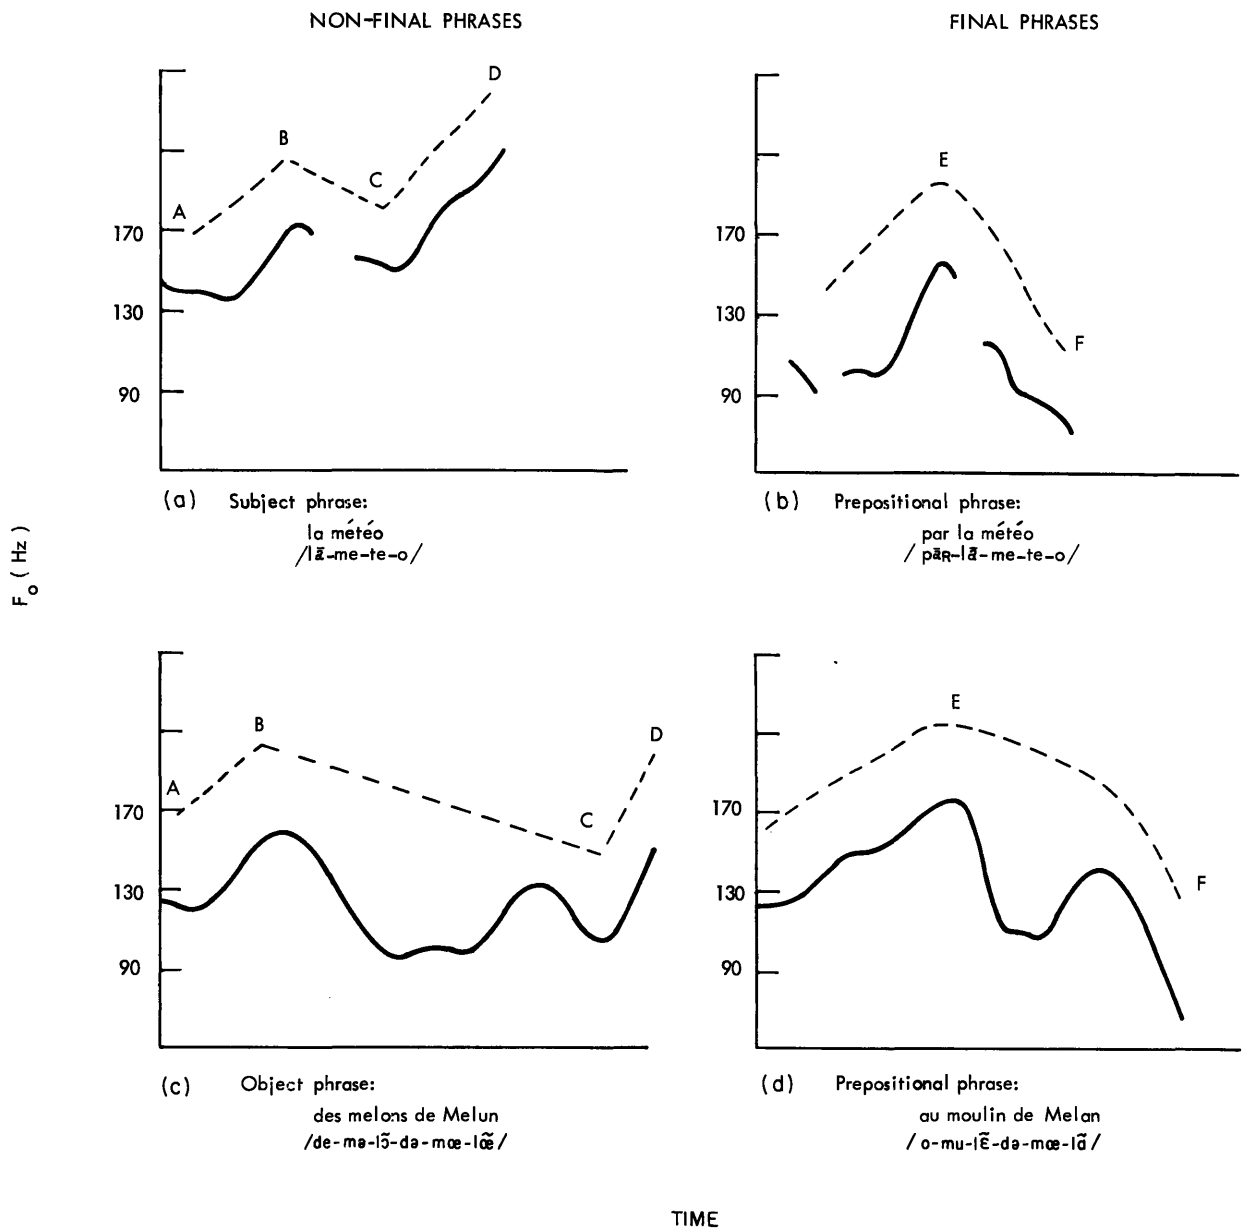 NON-FINAL PHRASES
FINAL PHRASES
D
B
C
A
170
130
90
E
F
170
130
90
(a) Subject phrase:
la météo
/lā-me-te-o/
(b) Prepositional phrase:
par la météo
/ pāR-lā-me-te-o/
F₀ ( Hz )
B
D
A
C
170
130
90
E
F
170
130
90
(c) Object phrase:
des melons de Melun
/de-mə-lɔ̃-də-mœ-lœ̃/
(d) Prepositional phrase:
au moulin de Melan
/ o-mu-lɛ̃-də-mœ-lɑ̃/
TIME